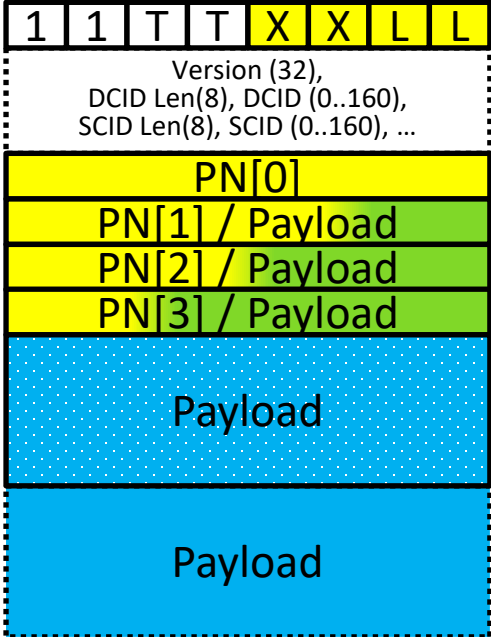 1 1 T T X X L L
Version (32),
DCID Len(8), DCID (0..160),
SCID Len(8), SCID (0..160), ...
PN[0]
PN[1] / Payload
PN[2] / Payload
PN[3] / Payload
Payload
Payload